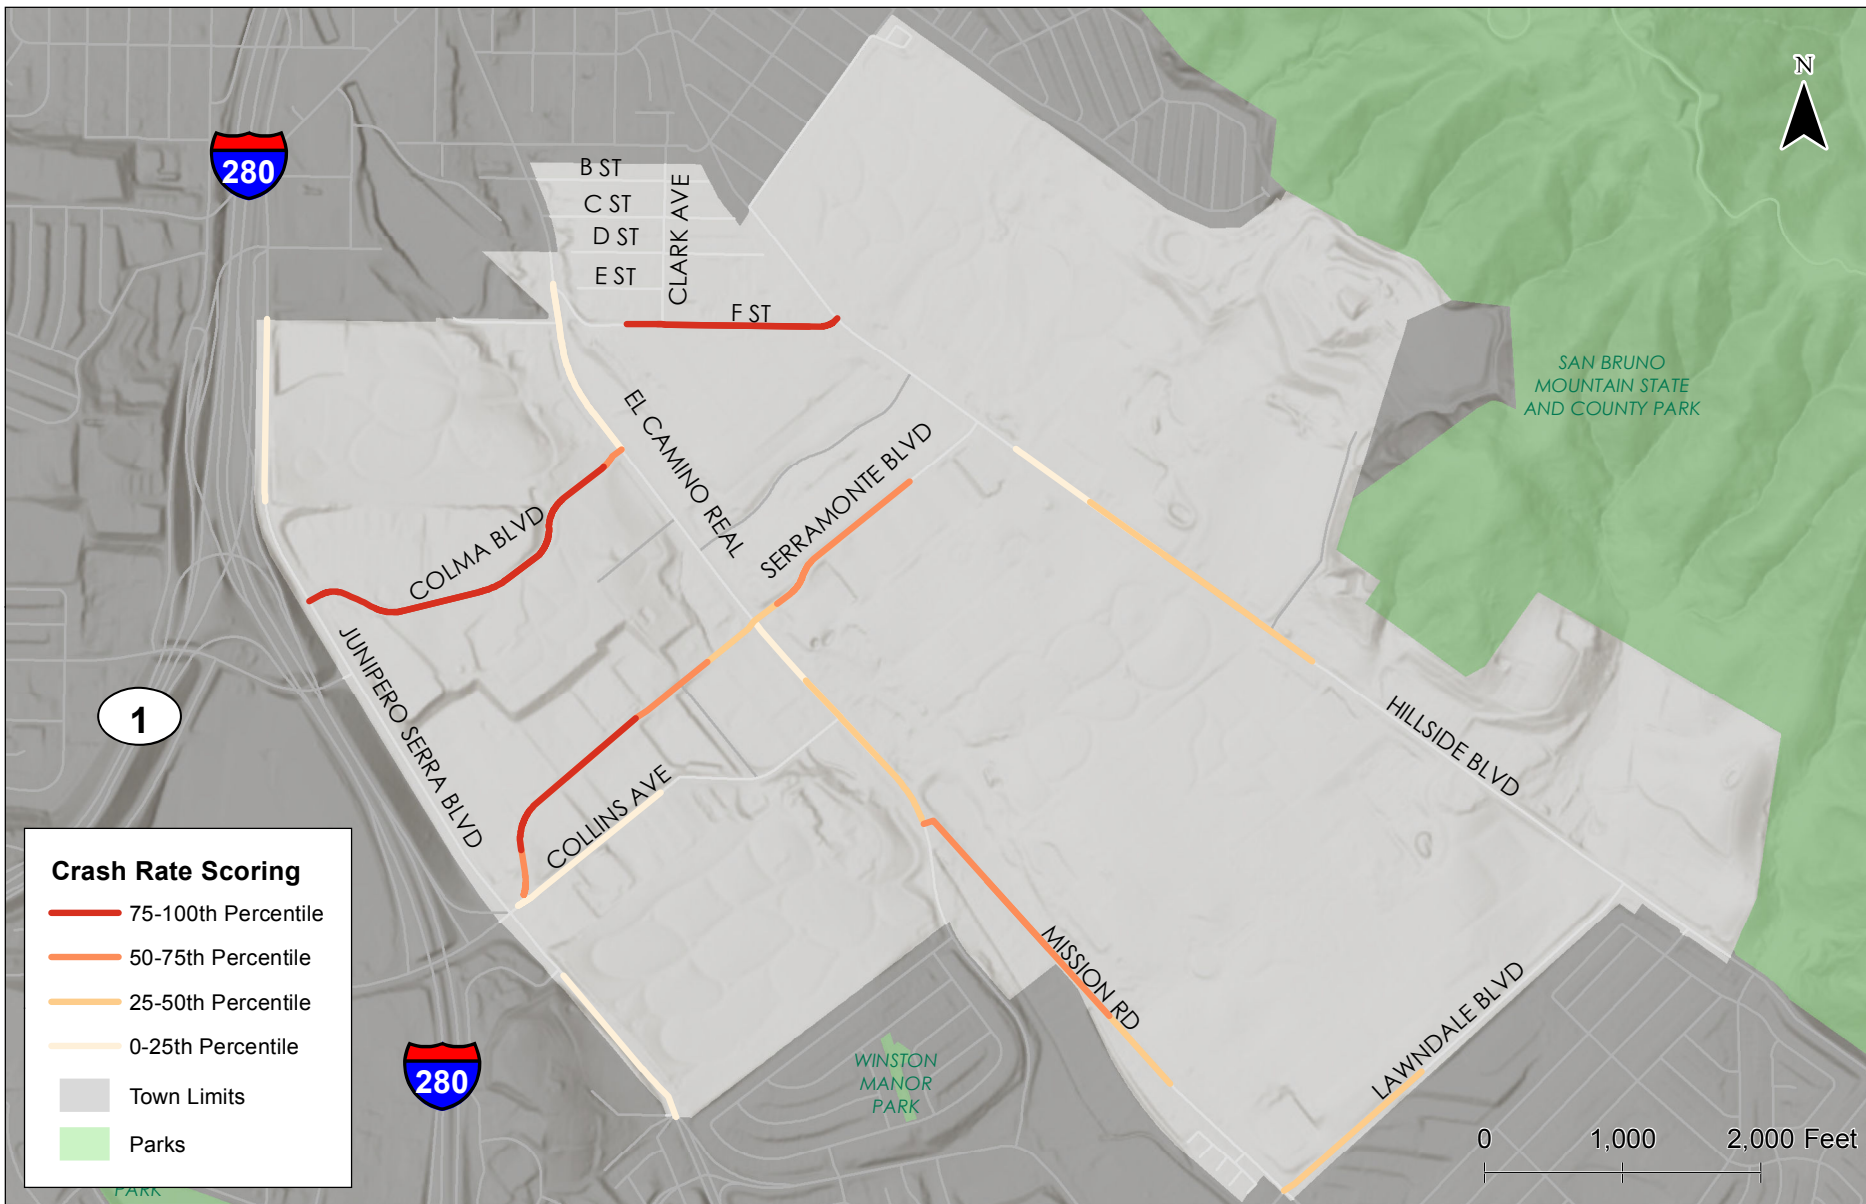 N
280
B ST
C ST
D ST
E ST
CLARK AVE
F ST
SAN BRUNO
MOUNTAIN STATE
AND COUNTY PARK
EL CAMINO REAL
SERRAMONTE BLVD
COLMA BLVD
JUNIPERO SERRA BLVD
1
HILLSIDE BLVD
COLLINS AVE
MISSION RD
LAWNDALE BLVD
WINSTON
MANOR
PARK
280
Crash Rate Scoring
75-100th Percentile
50-75th Percentile
25-50th Percentile
0-25th Percentile
Town Limits
Parks
PARK
0 1,000 2,000 Feet